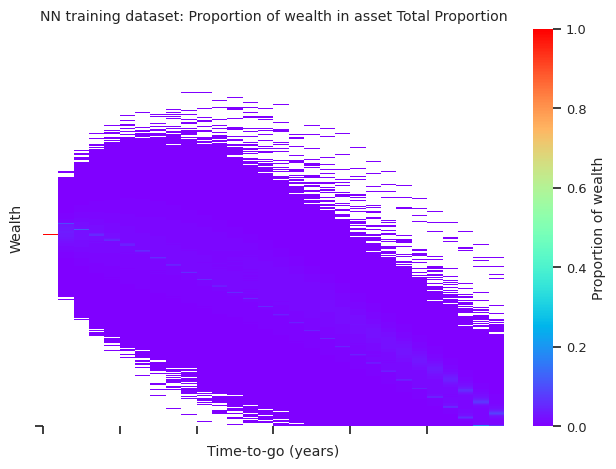 NN training dataset: Proportion of wealth in asset Total Proportion
1.0
0.8
0.6
0.4
0.2
0.0
Proportion of wealth
Wealth
Time-to-go (years)